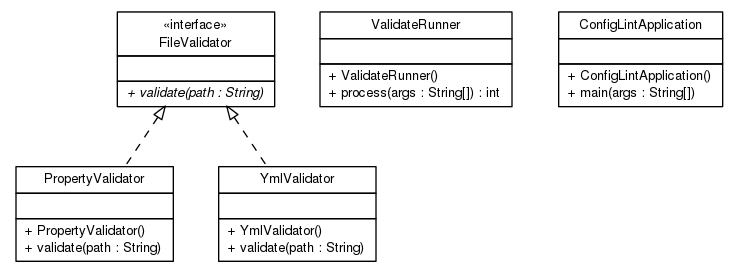 «interface»
FileValidator
+ validate(path : String)
ValidateRunner
+ ValidateRunner()
+ process(args : String[]) : int
ConfigLintApplication
+ ConfigLintApplication()
+ main(args : String[])
PropertyValidator
+ PropertyValidator()
+ validate(path : String)
YmlValidator
+ YmlValidator()
+ validate(path : String)